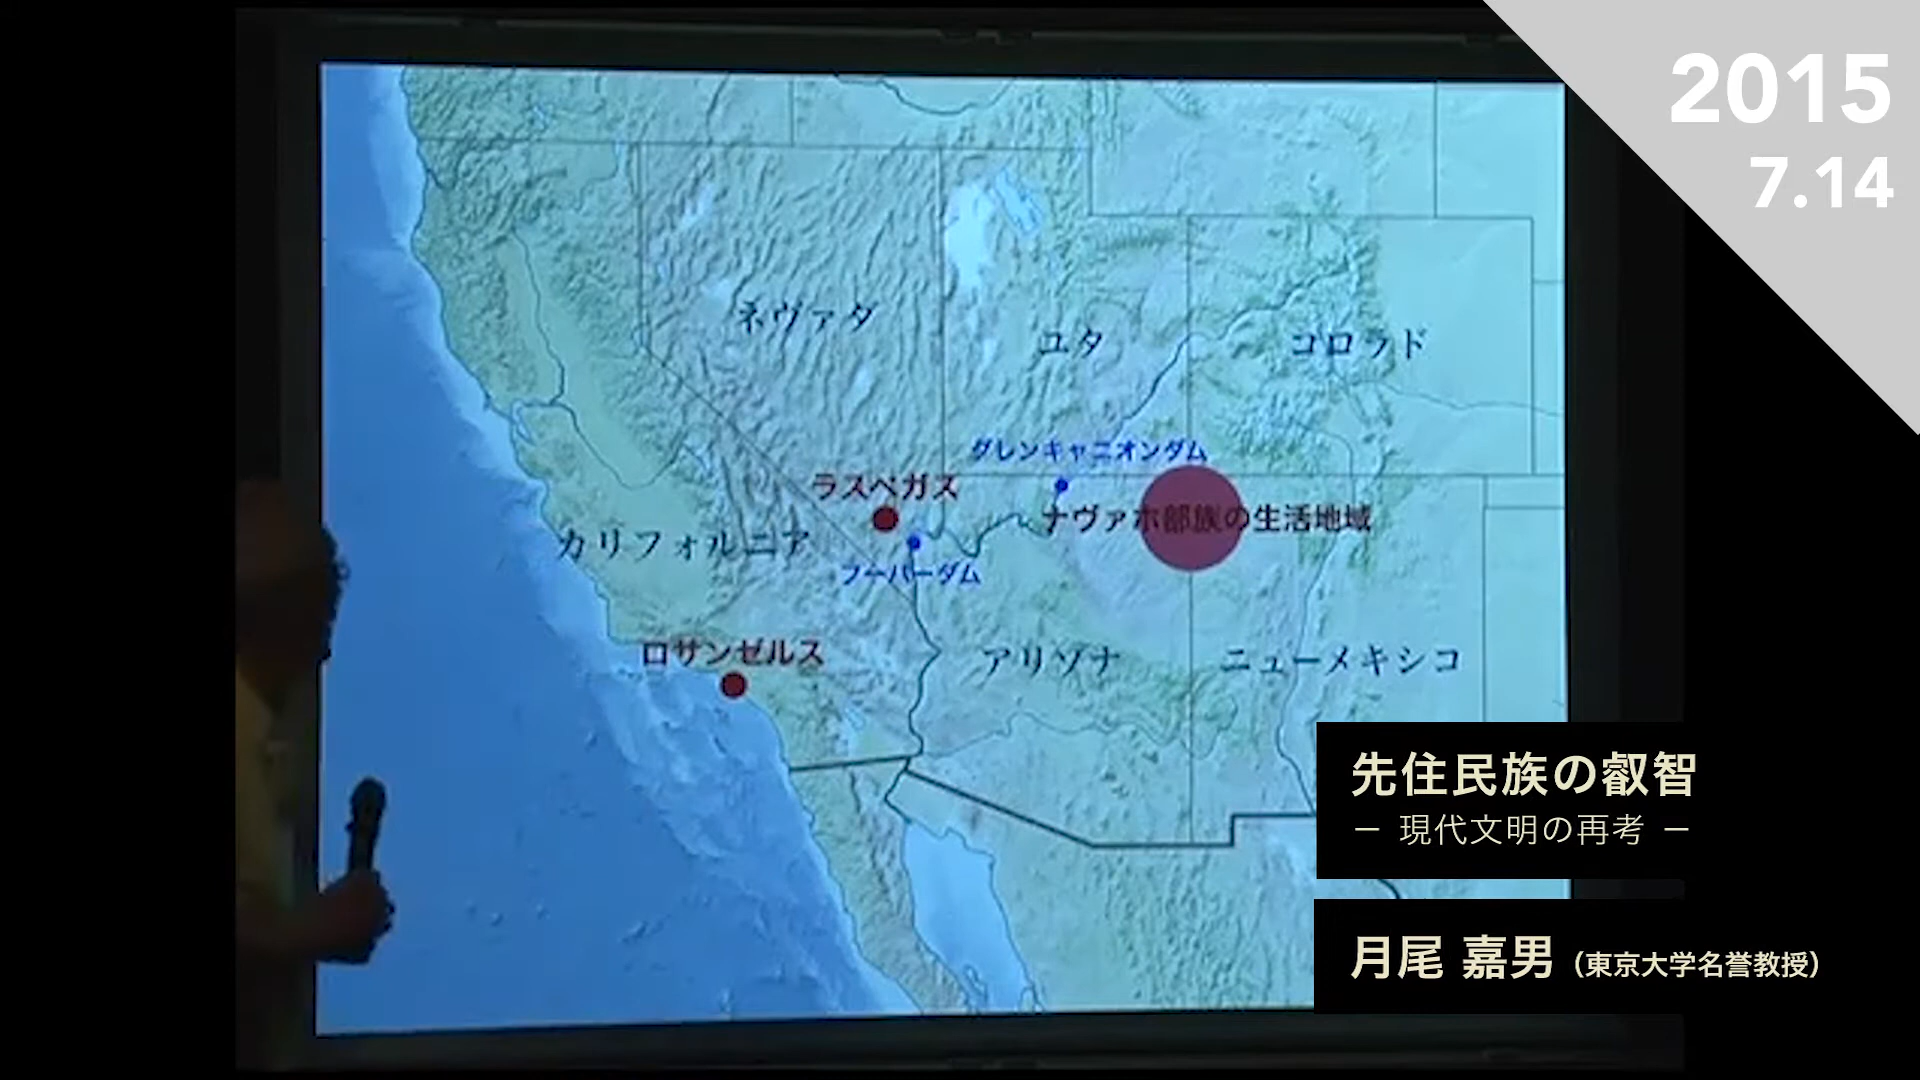 2015
7.14
ネヴァダ
ユタ
コロラド
グレンキャニオンダム
ラスベガス
ナヴァホ部族の生活地域
カリフォルニア
フーバーダム
ロサンゼルス
アリゾナ
ニューメキシコ
先住民族の叡智
－ 現代文明の再考 －
月尾 嘉男（東京大学名誉教授）